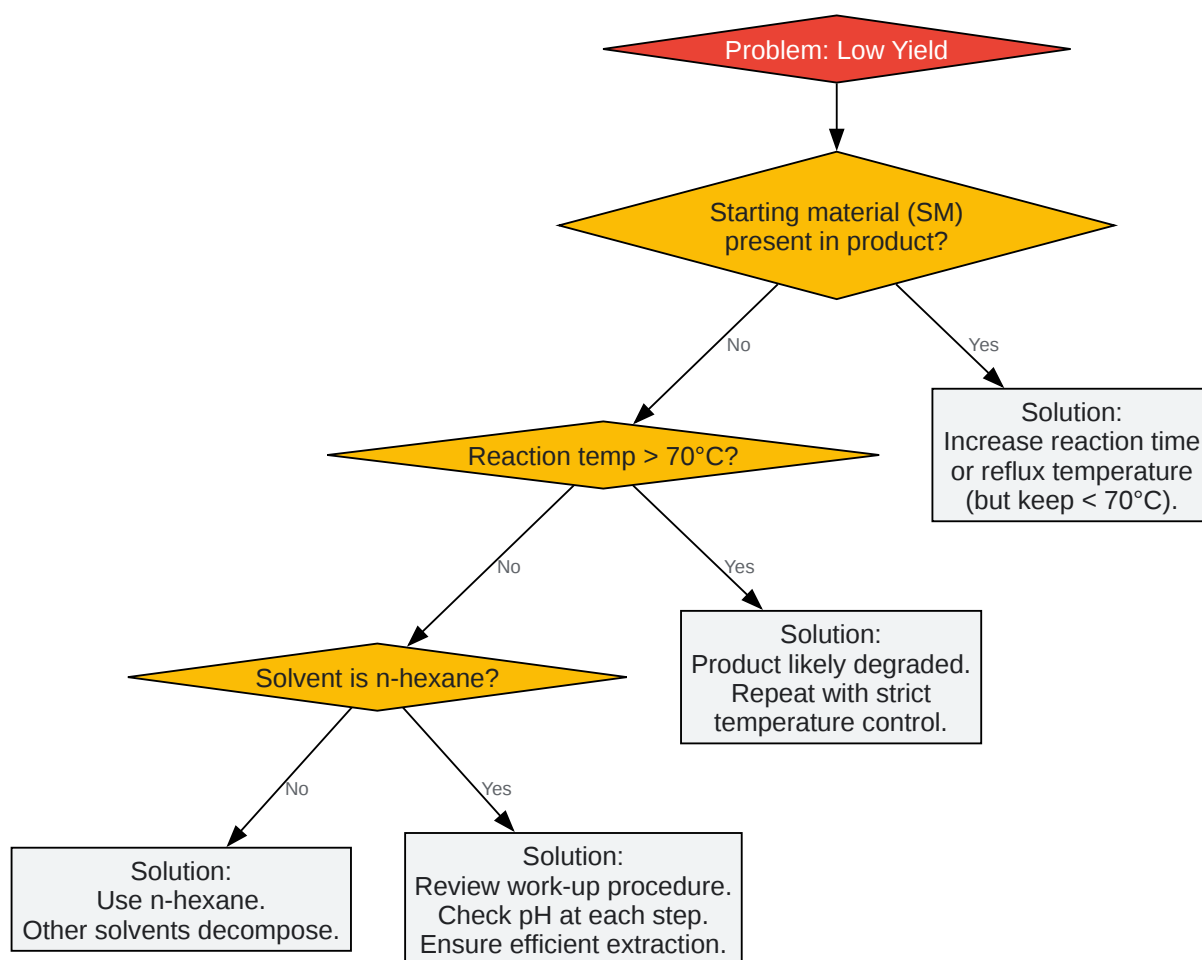 Problem: Low Yield
Starting material (SM)
present in product?
No
Yes
Solution:
Increase reaction time
or reflux temperature
(but keep < 70°C).
Reaction temp > 70°C?
No
Yes
Solution:
Product likely degraded.
Repeat with strict
temperature control.
Solvent is n-hexane?
No
Yes
Solution:
Use n-hexane.
Other solvents decompose.
Solution:
Review work-up procedure.
Check pH at each step.
Ensure efficient extraction.